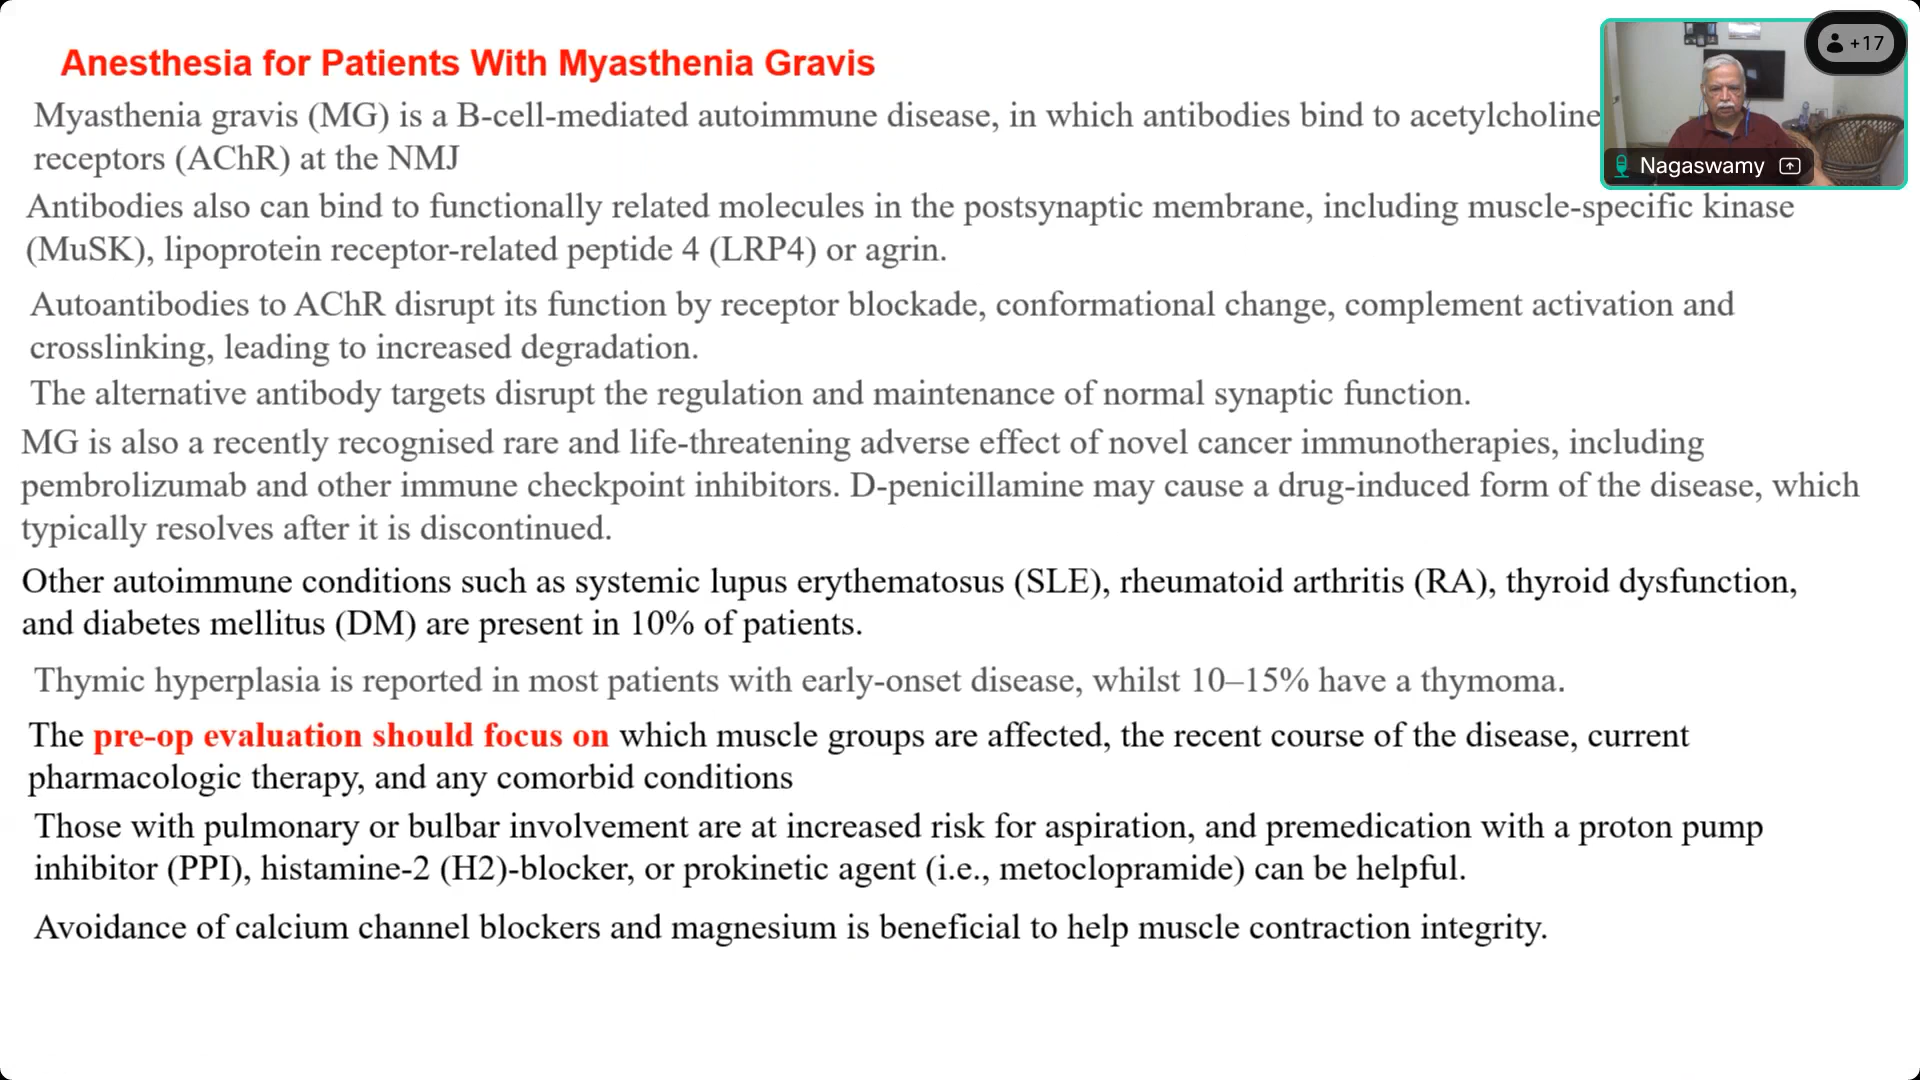 Anesthesia for Patients With Myasthenia Gravis
+17
Myasthenia gravis (MG) is a B-cell-mediated autoimmune disease, in which antibodies bind to acetylcholine
receptors (AChR) at the NMJ
Nagaswamy
Antibodies also can bind to functionally related molecules in the postsynaptic membrane, including muscle-specific kinase
(MuSK), lipoprotein receptor-related peptide 4 (LRP4) or agrin.
Autoantibodies to AChR disrupt its function by receptor blockade, conformational change, complement activation and
crosslinking, leading to increased degradation.
The alternative antibody targets disrupt the regulation and maintenance of normal synaptic function.
MG is also a recently recognised rare and life-threatening adverse effect of novel cancer immunotherapies, including
pembrolizumab and other immune checkpoint inhibitors. D-penicillamine may cause a drug-induced form of the disease, which
typically resolves after it is discontinued.
Other autoimmune conditions such as systemic lupus erythematosus (SLE), rheumatoid arthritis (RA), thyroid dysfunction,
and diabetes mellitus (DM) are present in 10% of patients.
Thymic hyperplasia is reported in most patients with early-onset disease, whilst 10–15% have a thymoma.
The pre-op evaluation should focus on which muscle groups are affected, the recent course of the disease, current
pharmacologic therapy, and any comorbid conditions
Those with pulmonary or bulbar involvement are at increased risk for aspiration, and premedication with a proton pump
inhibitor (PPI), histamine-2 (H2)-blocker, or prokinetic agent (i.e., metoclopramide) can be helpful.
Avoidance of calcium channel blockers and magnesium is beneficial to help muscle contraction integrity.